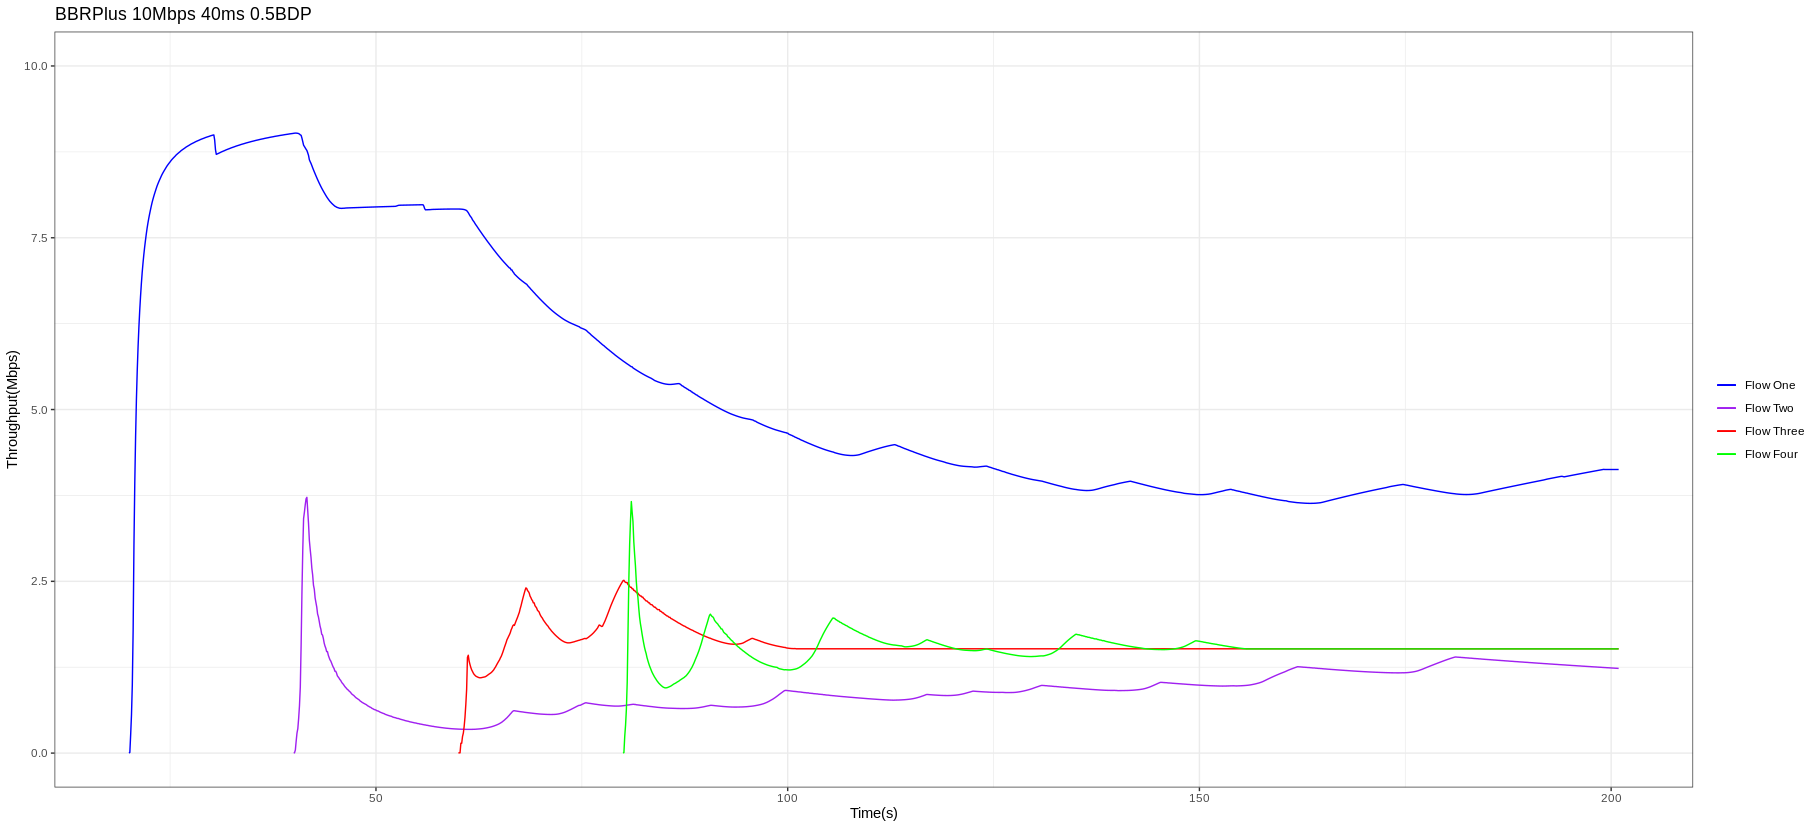 BBRPlus 10Mbps 40ms 0.5BDP
10.0
7.5
5.0
2.5
0.0
Throughput(Mbps)
50
100
150
200
Time(s)
Flow One
Flow Two
Flow Three
Flow Four